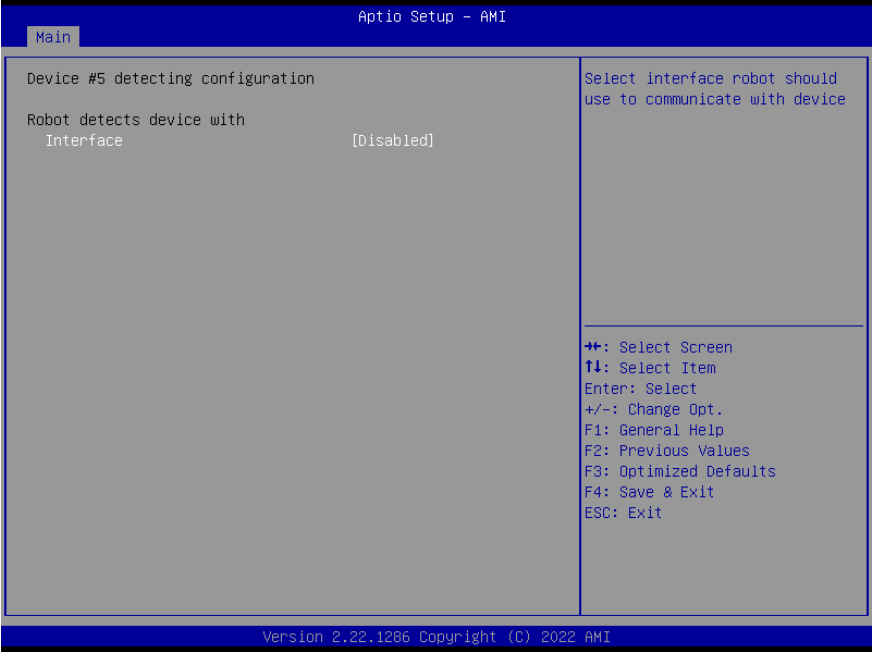 Aptio Setup – AMI
Main
Device #5 detecting configuration
Robot detects device with
Interface [Disabled]
Select interface robot should
use to communicate with device
→←: Select Screen
↑↓: Select Item
Enter: Select
+/-: Change Opt.
F1: General Help
F2: Previous Values
F3: Optimized Defaults
F4: Save & Exit
ESC: Exit
Version 2.22.1286 Copyright (C) 2022 AMI